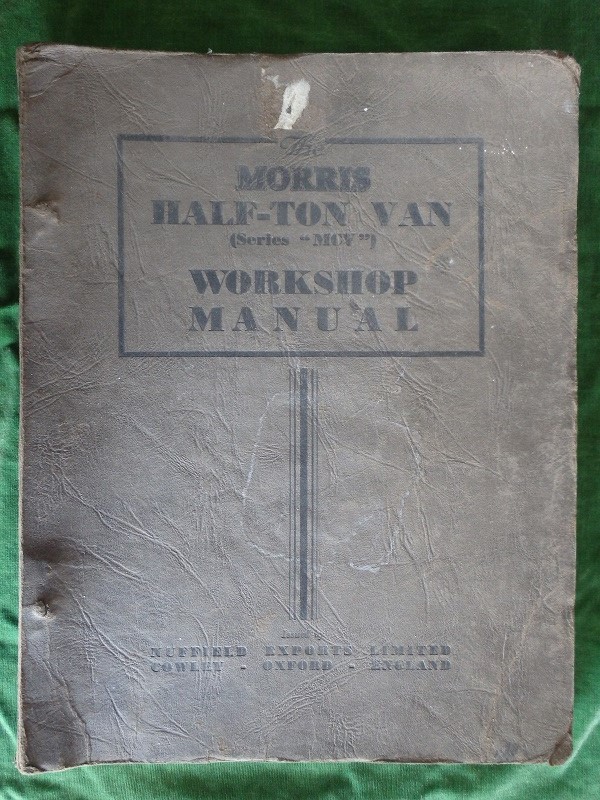 The
MORRIS
HALF-TON VAN
(Series "MCV")
WORKSHOP
MANUAL
Issued by
NUFFIELD EXPORTS LIMITED
COWLEY - OXFORD - ENGLAND